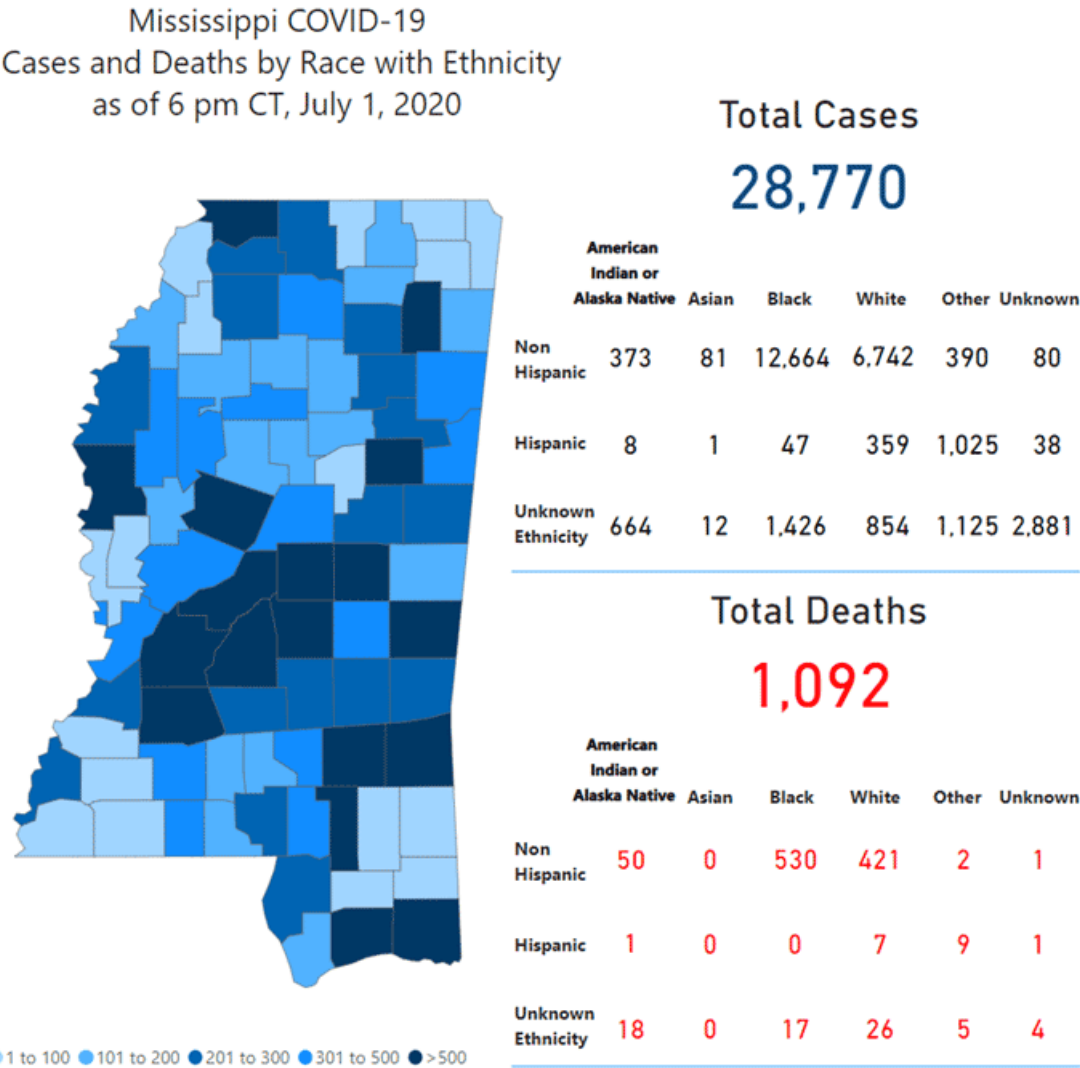 Mississippi COVID-19
Cases and Deaths by Race with Ethnicity
as of 6 pm CT, July 1, 2020
Total Cases
28,770
American
Indian or
Alaska Native Asian Black White Other Unknown
Non
Hispanic 373 81 12,664 6,742 390 80
Hispanic 8 1 47 359 1,025 38
Unknown
Ethnicity 664 12 1,426 854 1,125 2,881
Total Deaths
1,092
American
Indian or
Alaska Native Asian Black White Other Unknown
Non
Hispanic 50 0 530 421 2 1
Hispanic 1 0 0 7 9 1
Unknown
Ethnicity 18 0 17 26 5 4
1 to 100 101 to 200 201 to 300 301 to 500 >500